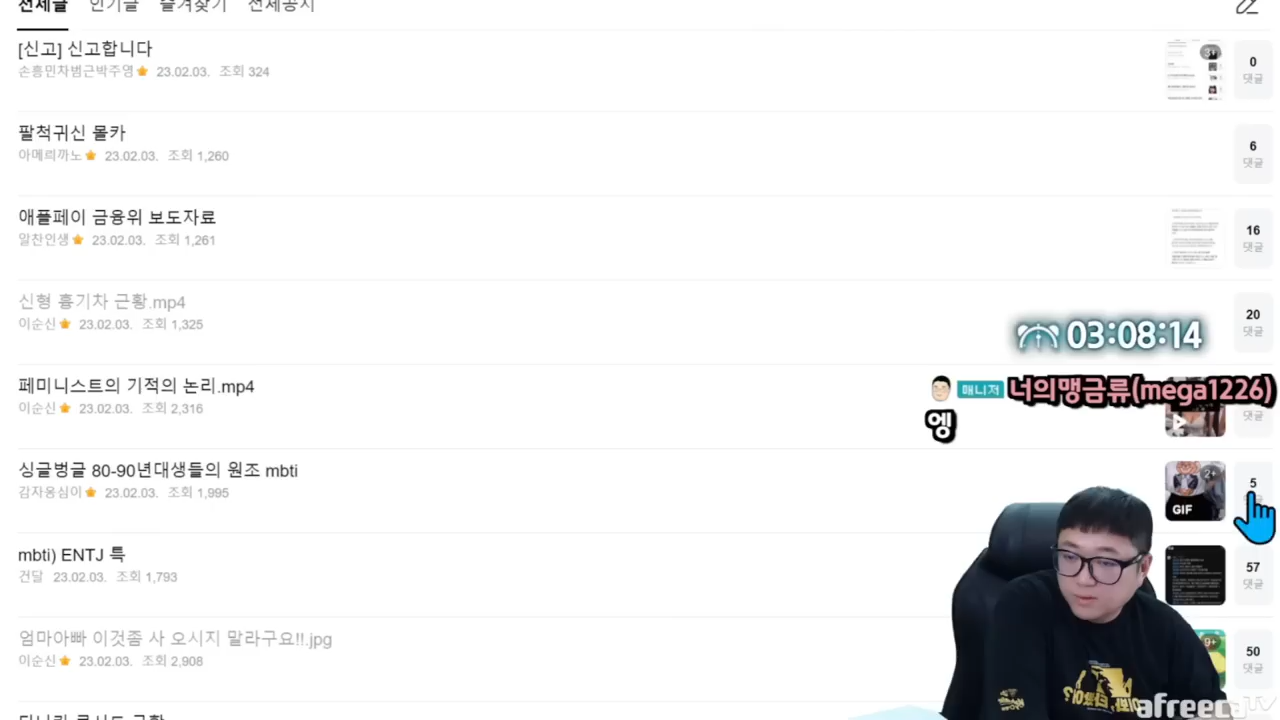 전체글 인기글 즐겨찾기 전체공지
[신고] 신고합니다
손흥민차범근박주영 23.02.03. 조회 324
3+
0
댓글
팔척귀신 몰카
아메리까노 23.02.03. 조회 1,260
6
댓글
애플페이 금융위 보도자료
알찬인생 23.02.03. 조회 1,261
16
댓글
신형 흉기차 근황.mp4
이순신 23.02.03. 조회 1,325
20
댓글
03:08:14
페미니스트의 기적의 논리.mp4
이순신 23.02.03. 조회 2,316
댓글
매니저 너의맹금류(mega1226)
엥
싱글벙글 80-90년대생들의 원조 mbti
감자옹심이 23.02.03. 조회 1,995
2+
GIF
5
mbti) ENTJ 특
건달 23.02.03. 조회 1,793
57
댓글
엄마아빠 이것좀 사 오시지 말라구요!!.jpg
이순신 23.02.03. 조회 2,908
9+
50
댓글
afreecaTV